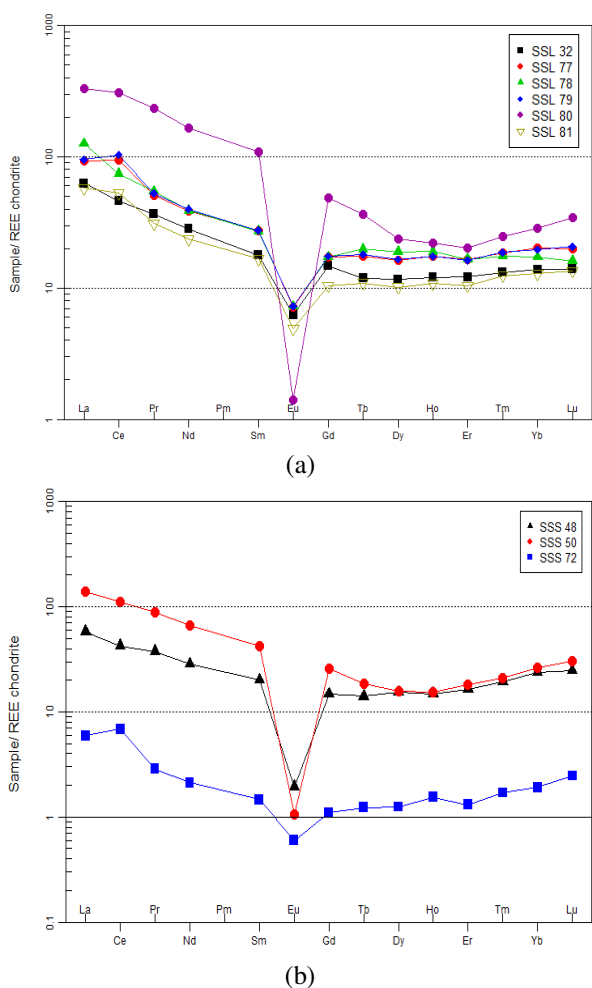 1000
100
10
1
Sample/ REE chondrite
SSL 32
SSL 77
SSL 78
SSL 79
SSL 80
SSL 81
La Pr Pm Eu Tb Ho Tm Lu
Ce Nd Sm Gd Dy Er Yb
(a)
1000
100
10
1
0.1
Sample/ REE chondrite
SSS 48
SSS 50
SSS 72
La Pr Pm Eu Tb Ho Tm Lu
Ce Nd Sm Gd Dy Er Yb
(b)